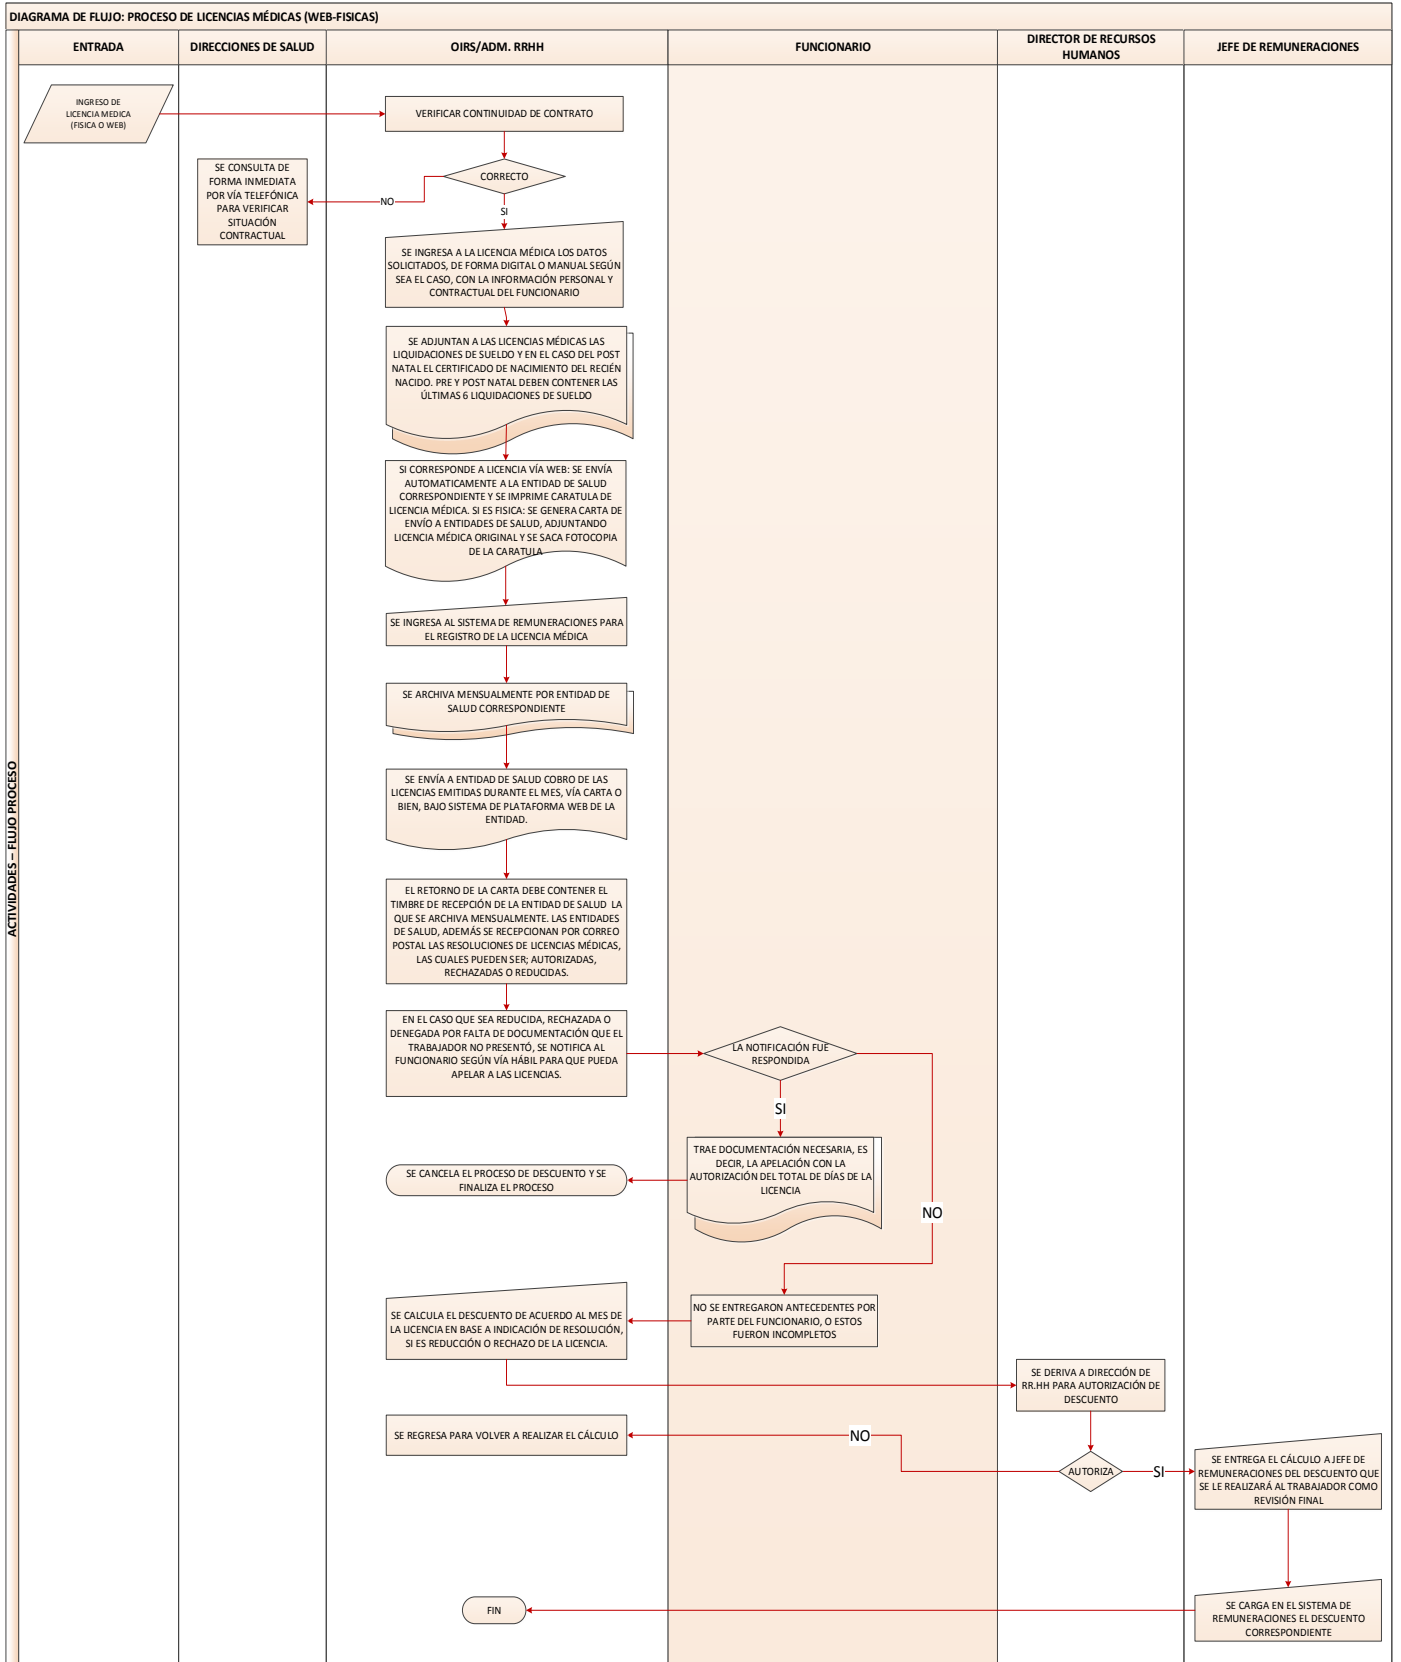 DIAGRAMA DE FLUJO: PROCESO DE LICENCIAS MÉDICAS (WEB-FISICAS)
ENTRADA
DIRECCIONES DE SALUD
OIRS/ADM. RRHH
FUNCIONARIO
DIRECTOR DE RECURSOS
HUMANOS
JEFE DE REMUNERACIONES
ACTIVIDADES – FLUJO PROCESO
INGRESO DE
LICENCIA MEDICA
(FISICA O WEB)
VERIFICAR CONTINUIDAD DE CONTRATO
CORRECTO
NO
SI
SE CONSULTA DE
FORMA INMEDIATA
POR VÍA TELEFÓNICA
PARA VERIFICAR
SITUACIÓN
CONTRACTUAL
SE INGRESA A LA LICENCIA MÉDICA LOS DATOS
SOLICITADOS, DE FORMA DIGITAL O MANUAL SEGÚN
SEA EL CASO, CON LA INFORMACIÓN PERSONAL Y
CONTRACTUAL DEL FUNCIONARIO
SE ADJUNTAN A LAS LICENCIAS MÉDICAS LAS
LIQUIDACIONES DE SUELDO Y EN EL CASO DEL POST
NATAL EL CERTIFICADO DE NACIMIENTO DEL RECIÉN
NACIDO. PRE Y POST NATAL DEBEN CONTENER LAS
ÚLTIMAS 6 LIQUIDACIONES DE SUELDO
SI CORRESPONDE A LICENCIA VÍA WEB: SE ENVÍA
AUTOMATICAMENTE A LA ENTIDAD DE SALUD
CORRESPONDIENTE Y SE IMPRIME CARATULA DE
LICENCIA MÉDICA. SI ES FISICA: SE GENERA CARTA DE
ENVÍO A ENTIDADES DE SALUD, ADJUNTANDO
LICENCIA MÉDICA ORIGINAL Y SE SACA FOTOCOPIA
DE LA CARATULA
SE INGRESA AL SISTEMA DE REMUNERACIONES PARA
EL REGISTRO DE LA LICENCIA MÉDICA
SE ARCHIVA MENSUALMENTE POR ENTIDAD DE
SALUD CORRESPONDIENTE
SE ENVÍA A ENTIDAD DE SALUD COBRO DE LAS
LICENCIAS EMITIDAS DURANTE EL MES, VÍA CARTA O
BIEN, BAJO SISTEMA DE PLATAFORMA WEB DE LA
ENTIDAD.
EL RETORNO DE LA CARTA DEBE CONTENER EL
TIMBRE DE RECEPCIÓN DE LA ENTIDAD DE SALUD LA
QUE SE ARCHIVA MENSUALMENTE. LAS ENTIDADES
DE SALUD, ADEMÁS SE RECEPCIONAN POR CORREO
POSTAL LAS RESOLUCIONES DE LICENCIAS MÉDICAS,
LAS CUALES PUEDEN SER; AUTORIZADAS,
RECHAZADAS O REDUCIDAS.
EN EL CASO QUE SEA REDUCIDA, RECHAZADA O
DENEGADA POR FALTA DE DOCUMENTACIÓN QUE EL
TRABAJADOR NO PRESENTÓ, SE NOTIFICA AL
FUNCIONARIO SEGÚN VÍA HÁBIL PARA QUE PUEDA
APELAR A LAS LICENCIAS.
LA NOTIFICACIÓN FUE
RESPONDIDA
SI
TRAE DOCUMENTACIÓN NECESARIA, ES
DECIR, LA APELACIÓN CON LA
AUTORIZACIÓN DEL TOTAL DE DÍAS DE LA
LICENCIA
SE CANCELA EL PROCESO DE DESCUENTO Y SE
FINALIZA EL PROCESO
NO
NO SE ENTREGARON ANTECEDENTES POR
PARTE DEL FUNCIONARIO, O ESTOS
FUERON INCOMPLETOS
SE CALCULA EL DESCUENTO DE ACUERDO AL MES DE
LA LICENCIA EN BASE A INDICACIÓN DE RESOLUCIÓN,
SI ES REDUCCIÓN O RECHAZO DE LA LICENCIA.
SE DERIVA A DIRECCIÓN DE
RR.HH PARA AUTORIZACIÓN DE
DESCUENTO
SE REGRESA PARA VOLVER A REALIZAR EL CÁLCULO
NO
AUTORIZA
SI
SE ENTREGA EL CÁLCULO A JEFE DE
REMUNERACIONES DEL DESCUENTO QUE
SE LE REALIZARÁ AL TRABAJADOR COMO
REVISIÓN FINAL
SE CARGA EN EL SISTEMA DE
REMUNERACIONES EL DESCUENTO
CORRESPONDIENTE
FIN